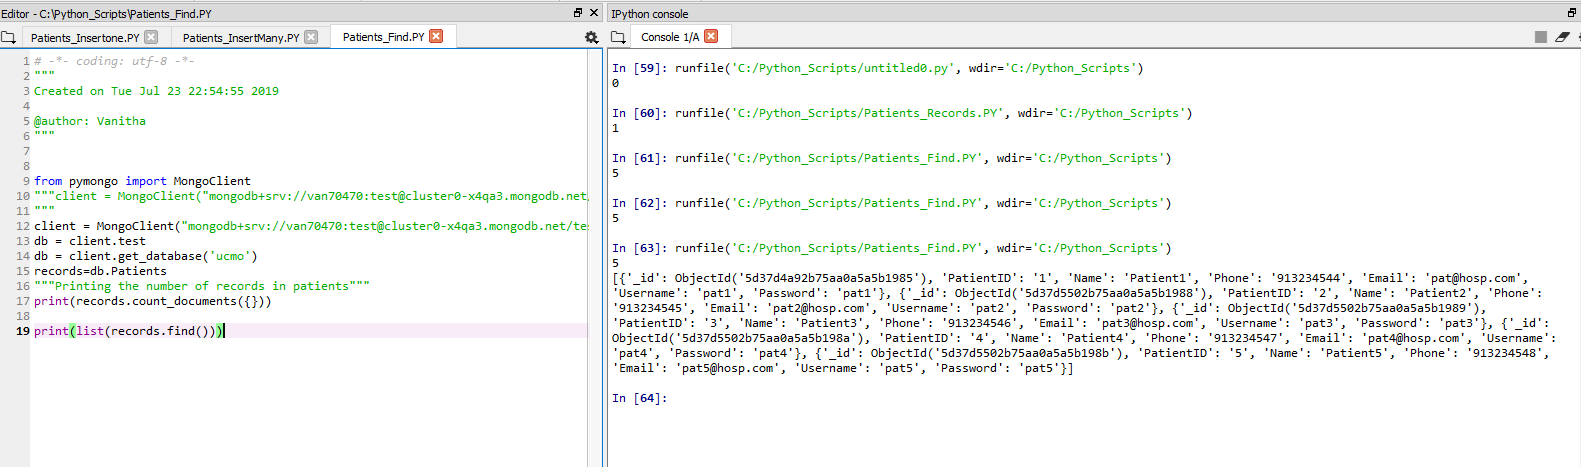 Editor - C:\Python_Scripts\Patients_Find.PY
Patients_Insertone.PY
Patients_InsertMany.PY
Patients_Find.PY
1 # -*- coding: utf-8 -*-
2 """
3 Created on Tue Jul 23 22:54:55 2019
4
5 @author: Vanitha
6 """
7
8
9 from pymongo import MongoClient
10 """client = MongoClient("mongodb+srv://van70470:test@cluster0-x4qa3.mongodb.net/
11 """
12 client = MongoClient("mongodb+srv://van70470:test@cluster0-x4qa3.mongodb.net/te
13 db = client.test
14 db = client.get_database('ucmo')
15 records=db.Patients
16 """Printing the number of records in patients"""
17 print(records.count_documents({}))
18
19 print(list(records.find()))
IPython console
Console 1/A
In [59]: runfile('C:/Python_Scripts/untitled0.py', wdir='C:/Python_Scripts')
0
In [60]: runfile('C:/Python_Scripts/Patients_Records.PY', wdir='C:/Python_Scripts')
1
In [61]: runfile('C:/Python_Scripts/Patients_Find.PY', wdir='C:/Python_Scripts')
5
In [62]: runfile('C:/Python_Scripts/Patients_Find.PY', wdir='C:/Python_Scripts')
5
In [63]: runfile('C:/Python_Scripts/Patients_Find.PY', wdir='C:/Python_Scripts')
5
[{'_id': ObjectId('5d37d4a92b75aa0a5a5b1985'), 'PatientID': '1', 'Name': 'Patient1', 'Phone': '913234544', 'Email': 'pat@hosp.com',
'Username': 'pat1', 'Password': 'pat1'}, {'_id': ObjectId('5d37d5502b75aa0a5a5b1988'), 'PatientID': '2', 'Name': 'Patient2', 'Phone':
'913234545', 'Email': 'pat2@hosp.com', 'Username': 'pat2', 'Password': 'pat2'}, {'_id': ObjectId('5d37d5502b75aa0a5a5b1989'),
'PatientID': '3', 'Name': 'Patient3', 'Phone': '913234546', 'Email': 'pat3@hosp.com', 'Username': 'pat3', 'Password': 'pat3'}, {'_id':
ObjectId('5d37d5502b75aa0a5a5b198a'), 'PatientID': '4', 'Name': 'Patient4', 'Phone': '913234547', 'Email': 'pat4@hosp.com', 'Username':
'pat4', 'Password': 'pat4'}, {'_id': ObjectId('5d37d5502b75aa0a5a5b198b'), 'PatientID': '5', 'Name': 'Patient5', 'Phone': '913234548',
'Email': 'pat5@hosp.com', 'Username': 'pat5', 'Password': 'pat5'}]
In [64]: